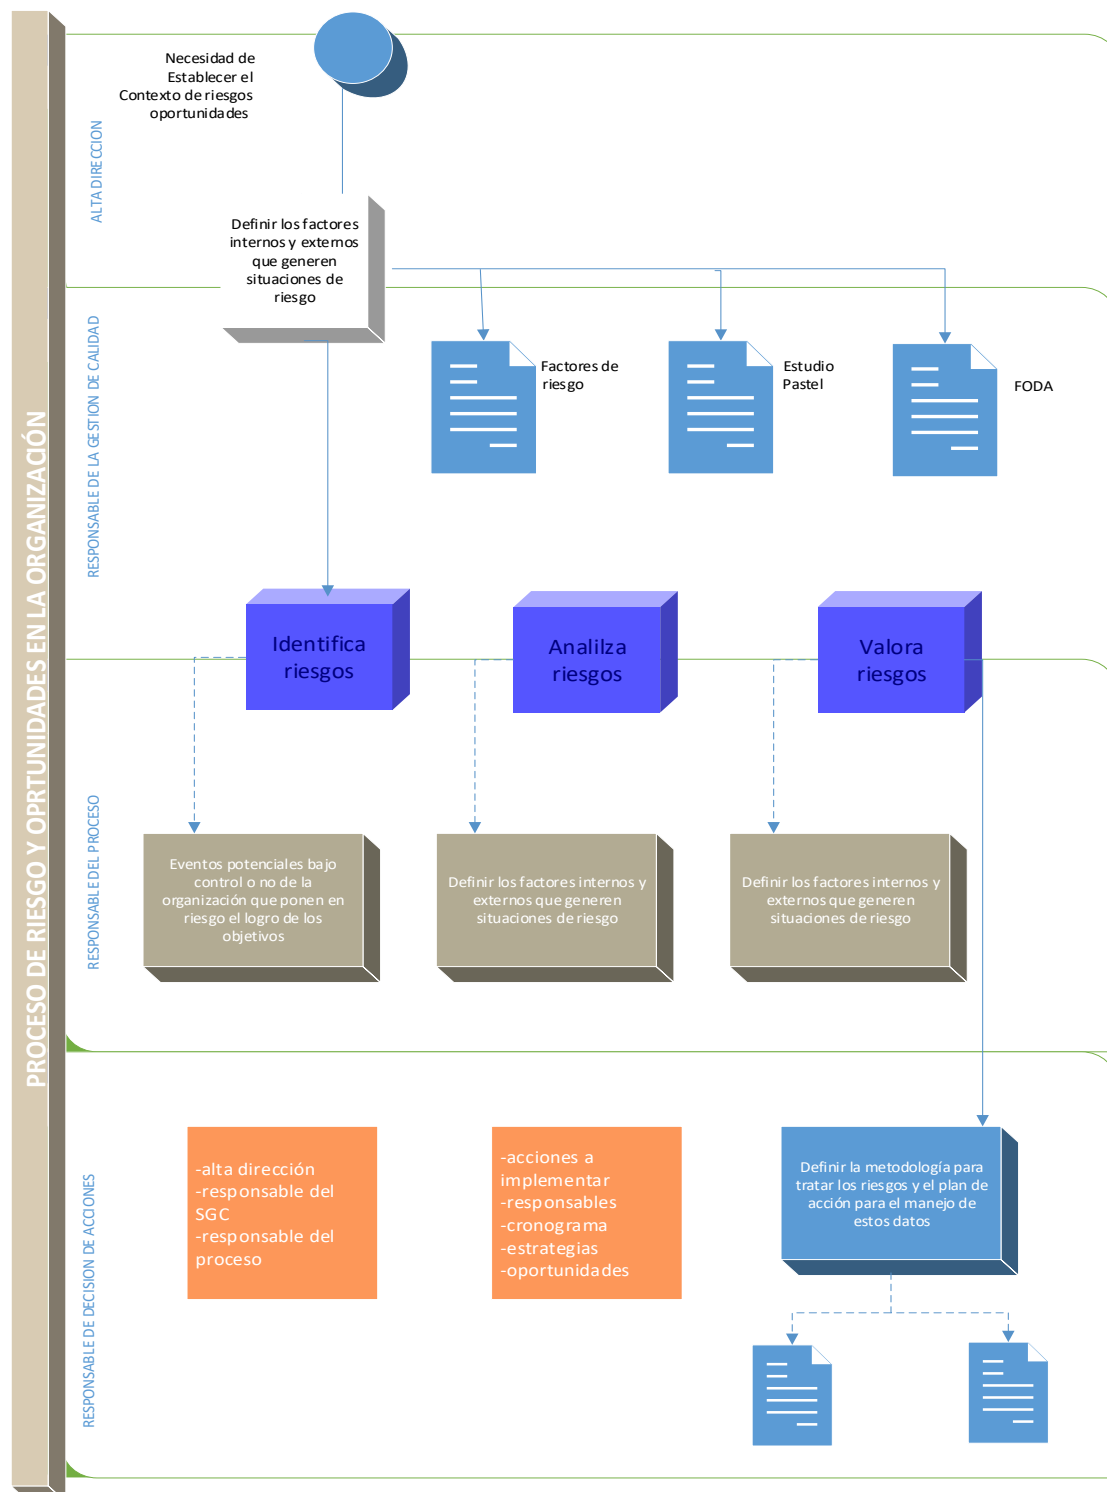 PROCESO DE RIESGO Y OPRTUNIDADES EN LA ORGANIZACIÓN
ALTA DIRECCION
Necesidad de
Establecer el
Contexto de riesgos
oportunidades
Definir los factores
internos y externos
que generen
situaciones de
riesgo
RESPONSABLE DE LA GESTION DE CALIDAD
Factores de
riesgo
Estudio
Pastel
FODA
Identifica
riesgos
Analilza
riesgos
Valora
riesgos
RESPONSABLE DEL PROCESO
Eventos potenciales bajo
control o no de la
organización que ponen en
riesgo el logro de los
objetivos
Definir los factores internos y
externos que generen
situaciones de riesgo
Definir los factores internos y
externos que generen
situaciones de riesgo
RESPONSABLE DE DECISION DE ACCIONES
-alta dirección
-responsable del
SGC
-responsable del
proceso
-acciones a
implementar
-responsables
-cronograma
-estrategias
-oportunidades
Definir la metodología para
tratar los riesgos y el plan de
acción para el manejo de
estos datos